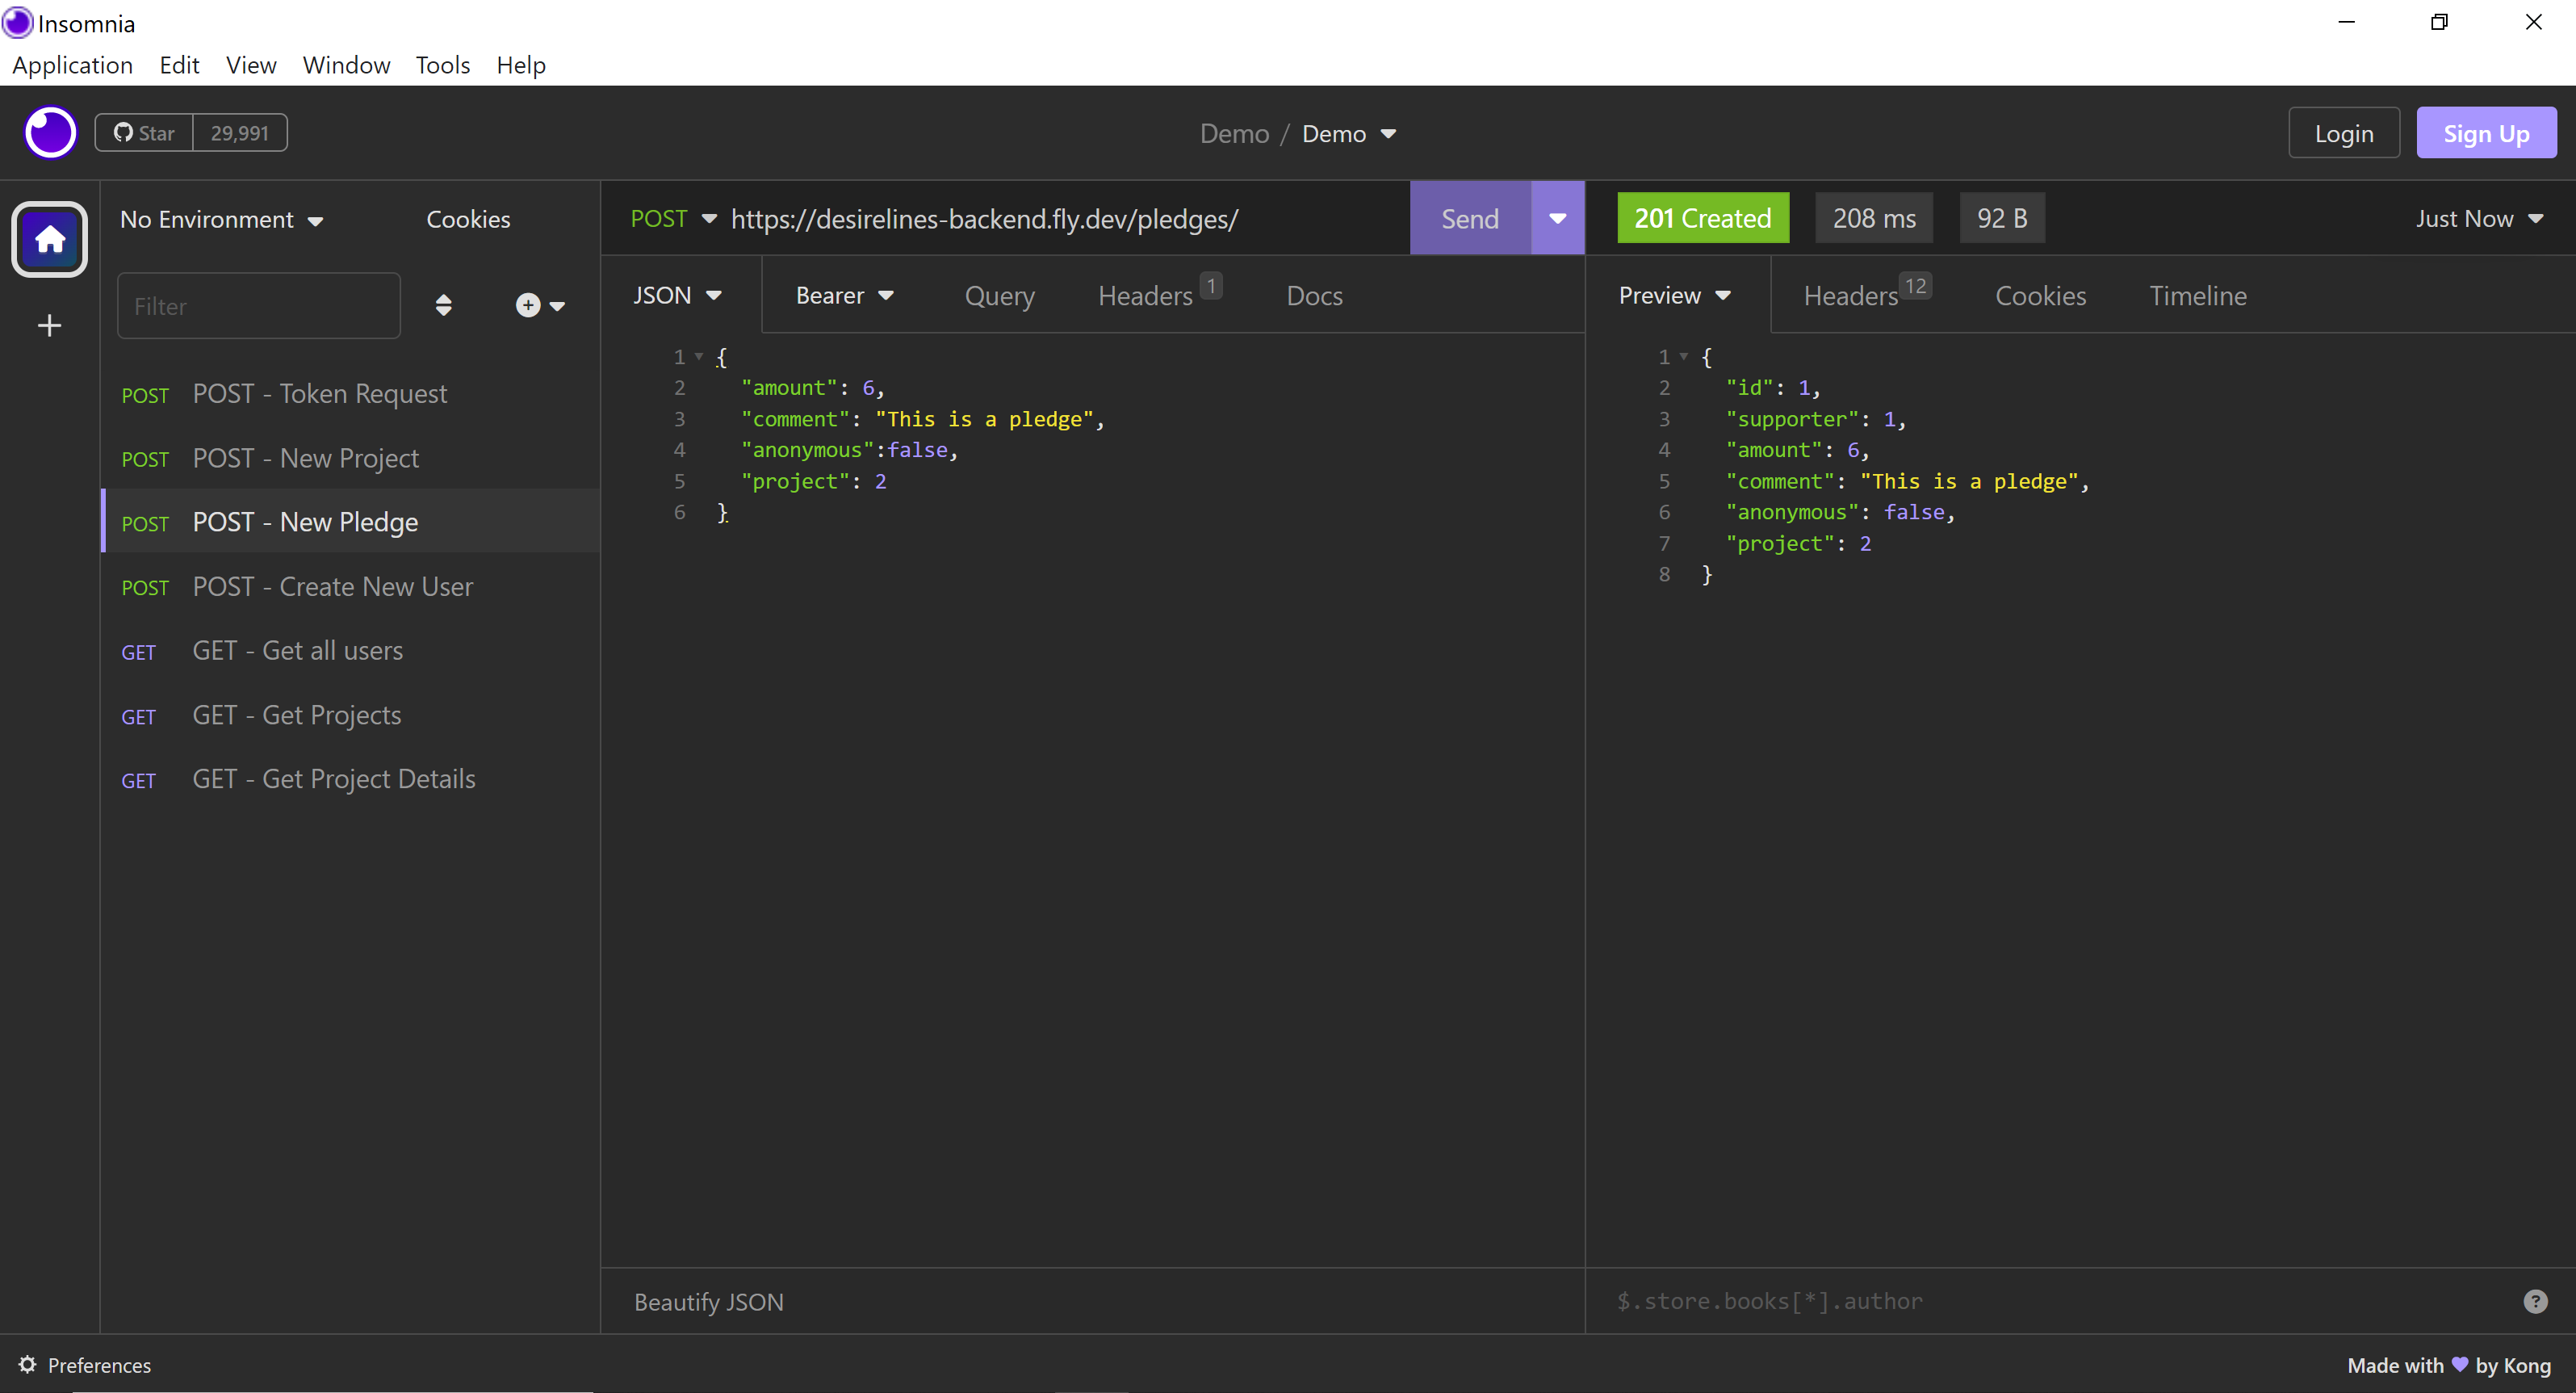 Insomnia
Application Edit View Window Tools Help
Star 29,991
Demo / Demo
Login Sign Up
No Environment Cookies
Filter
POST POST - Token Request
POST POST - New Project
POST POST - New Pledge
POST POST - Create New User
GET GET - Get all users
GET GET - Get Projects
GET GET - Get Project Details
POST https://desirelines-backend.fly.dev/pledges/ Send
JSON Bearer Query Headers 1 Docs
1 {
2 "amount": 6,
3 "comment": "This is a pledge",
4 "anonymous":false,
5 "project": 2
6 }
Beautify JSON
201 Created 208 ms 92 B Just Now
Preview Headers 12 Cookies Timeline
1 {
2 "id": 1,
3 "supporter": 1,
4 "amount": 6,
5 "comment": "This is a pledge",
6 "anonymous": false,
7 "project": 2
8 }
$.store.books[*].author ?
Preferences
Made with 💜 by Kong